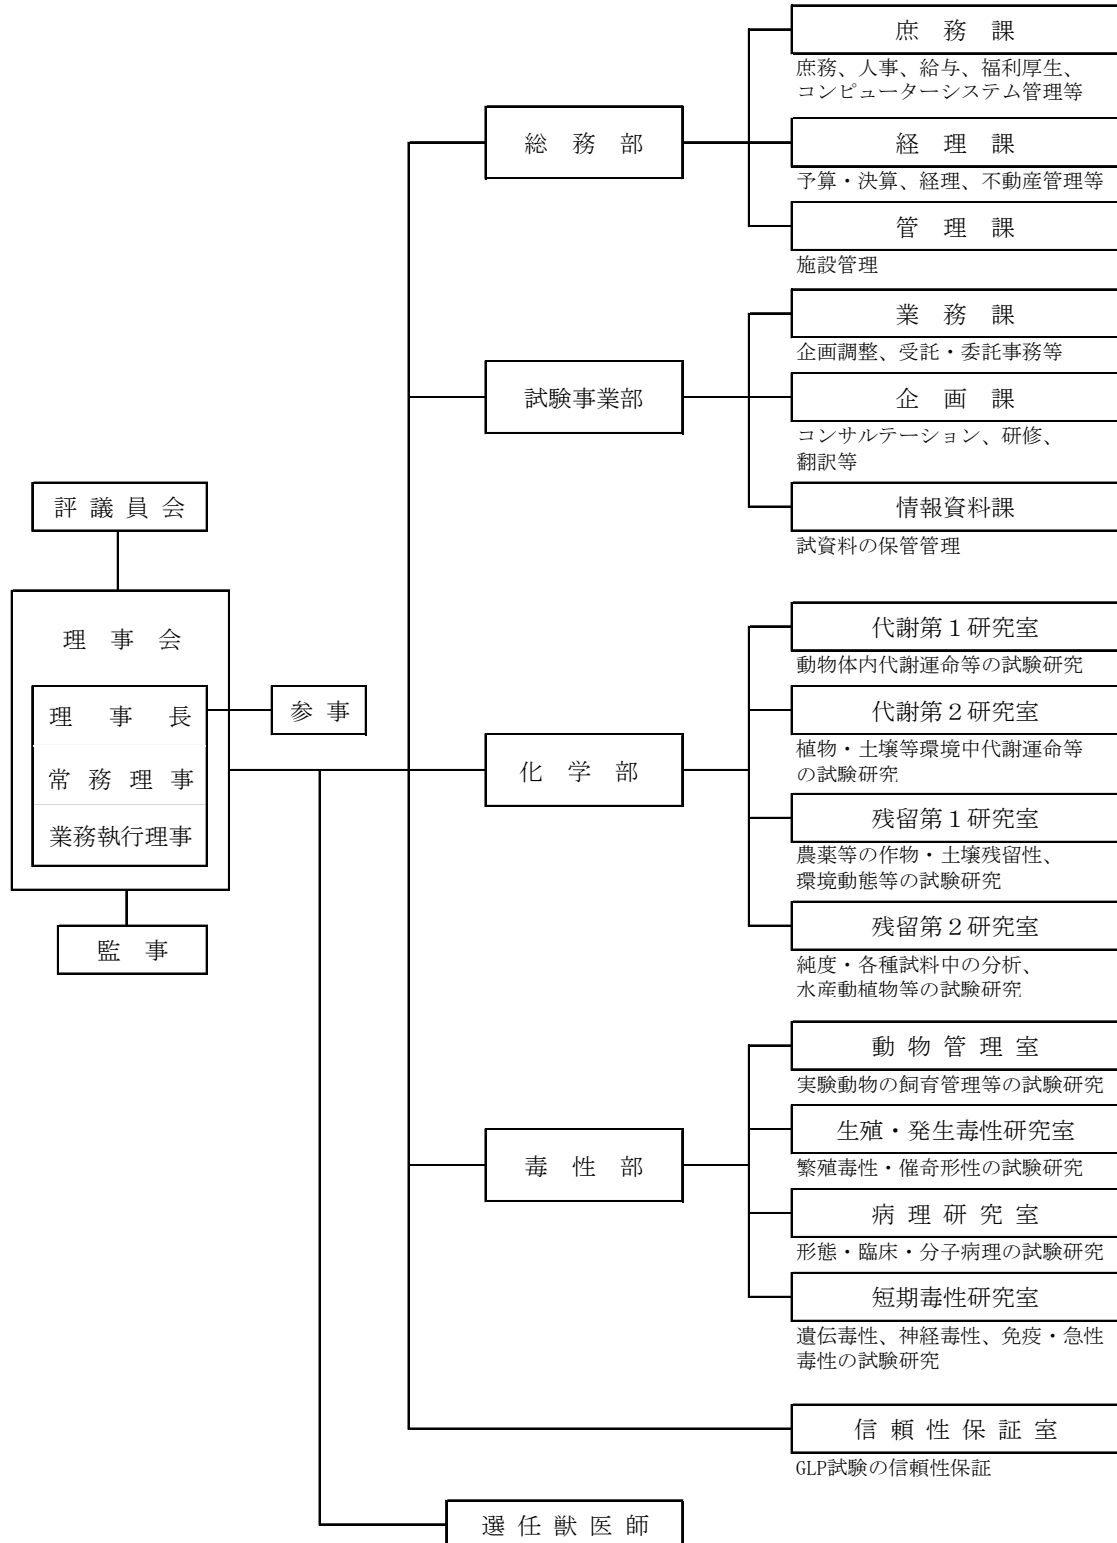 評議員会
理事会
理事長
常務理事
業務執行理事
参事
監事
総務部
庶務課
庶務、人事、給与、福利厚生、
コンピューターシステム管理等
経理課
予算・決算、経理、不動産管理等
管理課
施設管理
試験事業部
業務課
企画調整、受託・委託事務等
企画課
コンサルテーション、研修、
翻訳等
情報資料課
試資料の保管管理
化学部
代謝第１研究室
動物体内代謝運命等の試験研究
代謝第２研究室
植物・土壌等環境中代謝運命等
の試験研究
残留第１研究室
農薬等の作物・土壌残留性、
環境動態等の試験研究
残留第２研究室
純度・各種試料中の分析、
水産動植物等の試験研究
毒性部
動物管理室
実験動物の飼育管理等の試験研究
生殖・発生毒性研究室
繁殖毒性・催奇形性の試験研究
病理研究室
形態・臨床・分子病理の試験研究
短期毒性研究室
遺伝毒性、神経毒性、免疫・急性
毒性の試験研究
信頼性保証室
GLP試験の信頼性保証
選任獣医師